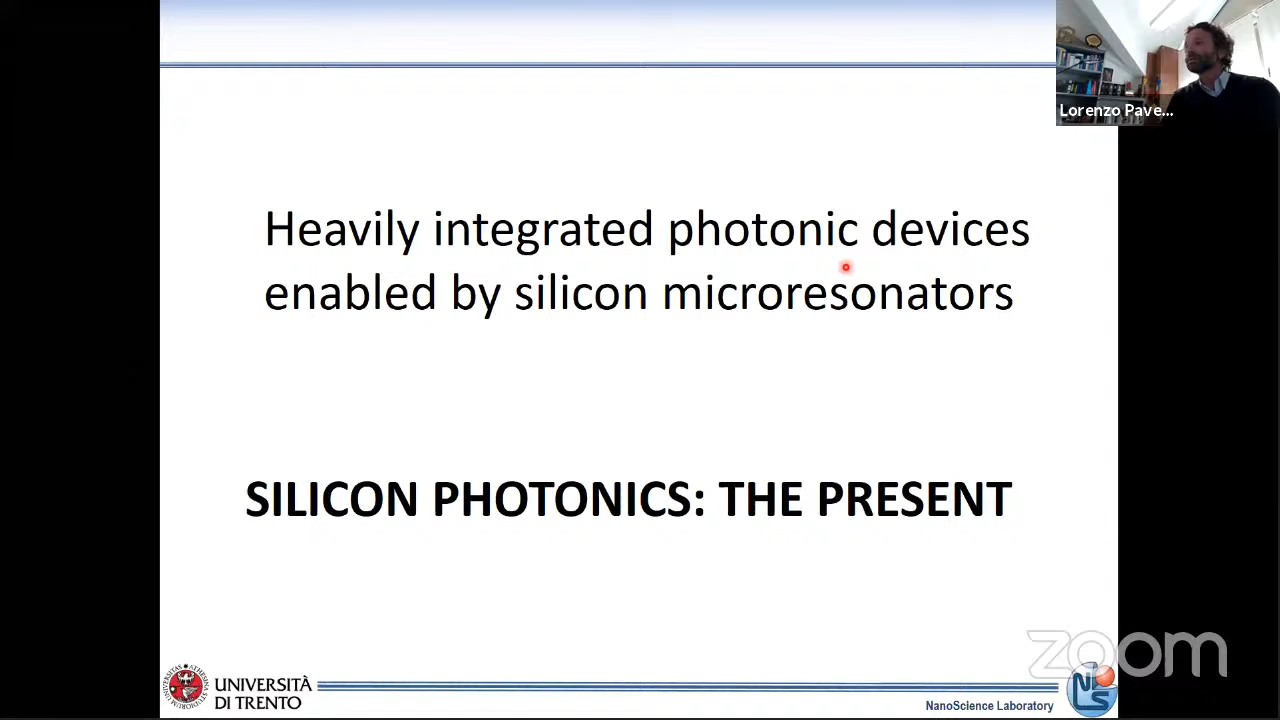 Lorenzo Pave...
Heavily integrated photonic devices
enabled by silicon microresonators
SILICON PHOTONICS: THE PRESENT
zoom
UNIVERSITÀ
DI TRENTO
NanoScience Laboratory
NLS